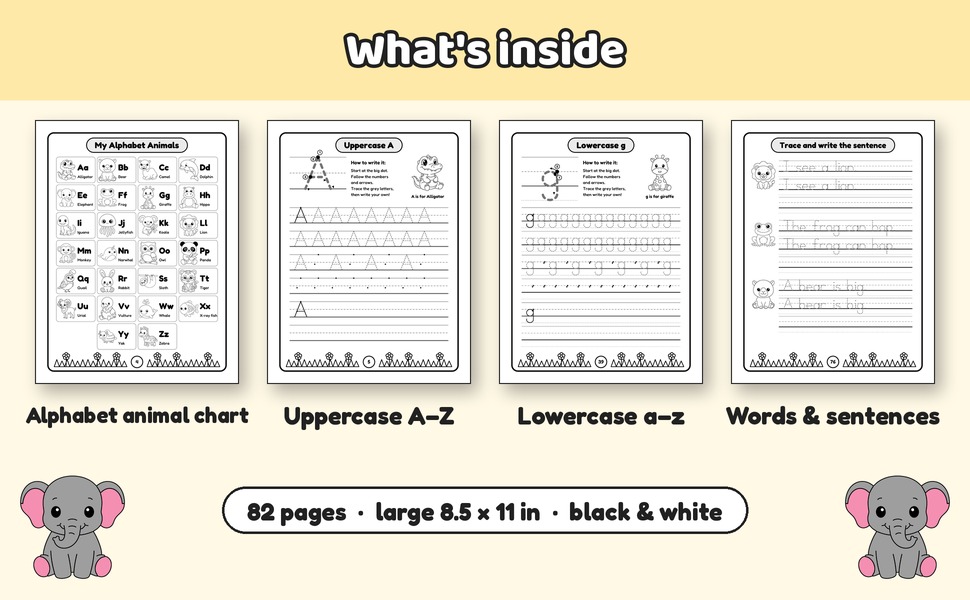 What's inside
My Alphabet Animals
Aa
Alligator
Bb
Bear
Cc
Camel
Dd
Dolphin
Ee
Elephant
Ff
Frog
Gg
Giraffe
Hh
Hippo
Ii
Iguana
Jj
Jellyfish
Kk
Koala
Ll
Lion
Mm
Monkey
Nn
Narwhal
Oo
Owl
Pp
Panda
Qq
Quail
Rr
Rabbit
Ss
Sloth
Tt
Tiger
Uu
Urial
Vv
Vulture
Ww
Whale
Xx
X-ray fish
Yy
Yak
Zz
Zebra
4
Uppercase A
A
How to write it:
Start at the big dot.
Follow the numbers
and arrows.
Trace the grey letters,
then write your own!
A is for Alligator
A A A A A A A A
A A A A A A A A
A A A A A
A
5
Lowercase g
g
How to write it:
Start at the big dot.
Follow the numbers
and arrows.
Trace the grey letters,
then write your own!
g is for giraffe
g g g g g g g g g g g g g
g g g g g g g g g g g g g
g g g g g g g
g
39
Trace and write the sentence
I see a lion.
I see a lion.
The frog can hop.
The frog can hop.
A bear is big.
A bear is big.
76
Alphabet animal chart
Uppercase A–Z
Lowercase a–z
Words & sentences
82 pages · large 8.5 × 11 in · black & white